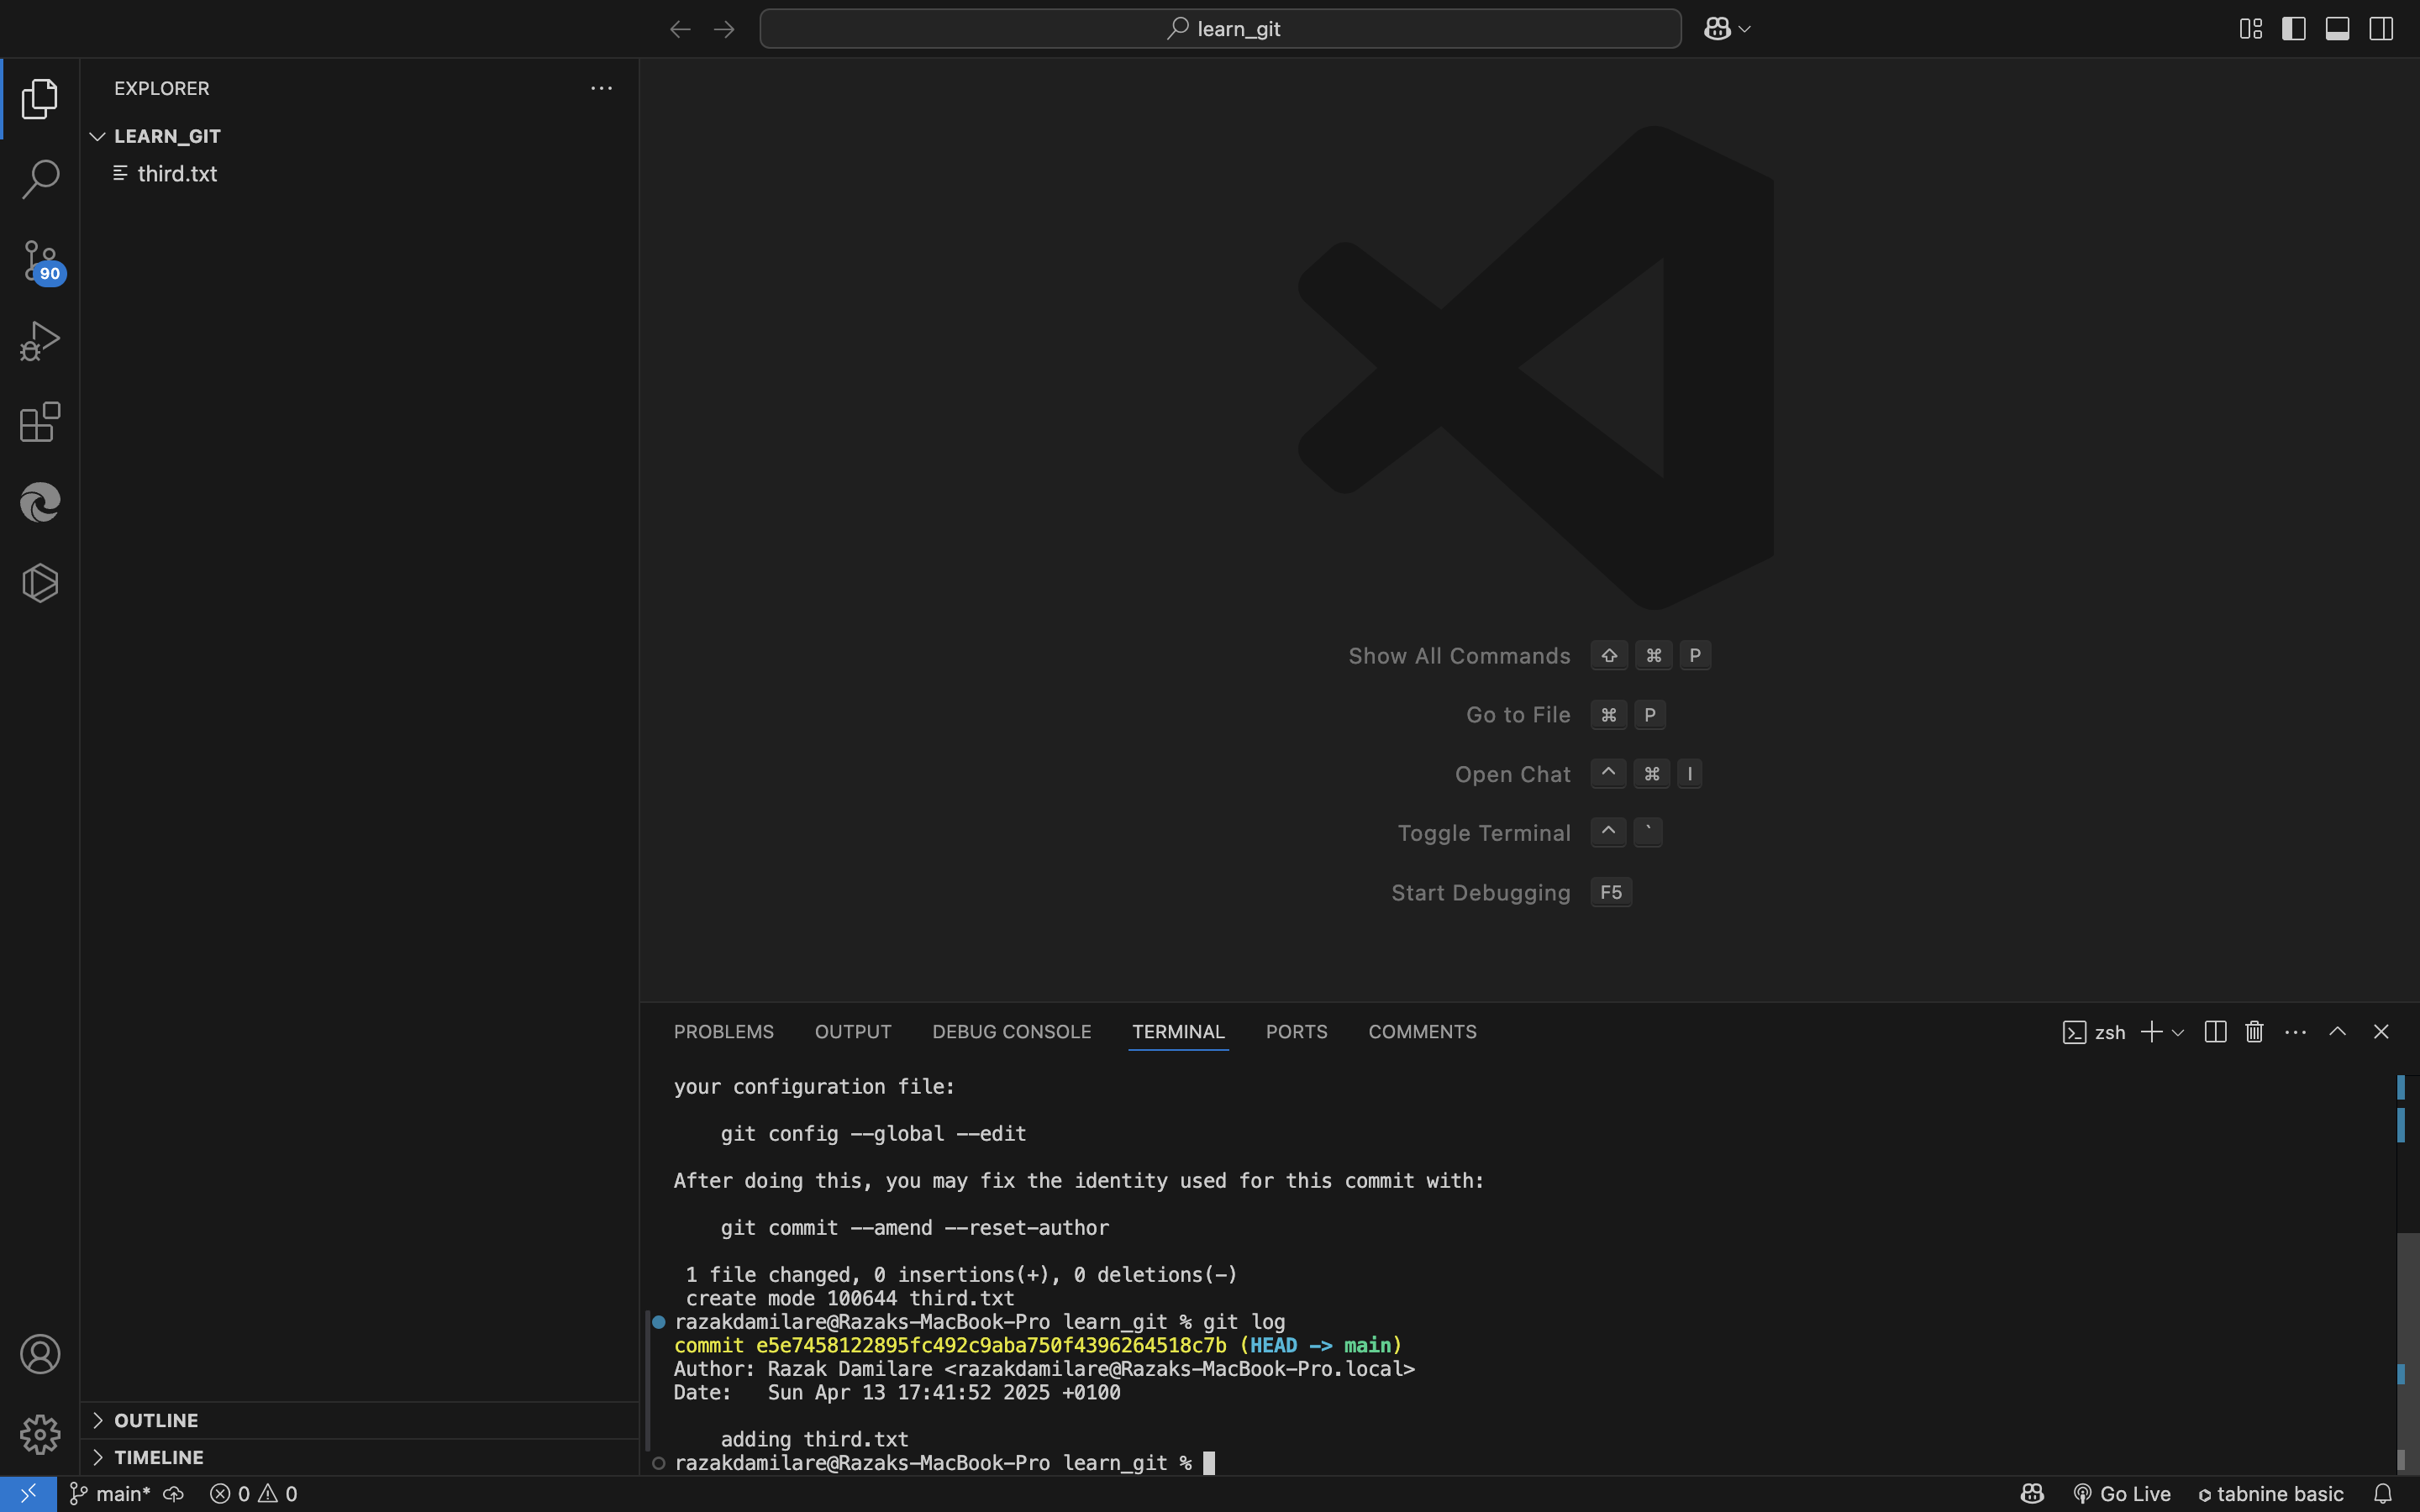 learn_git
EXPLORER
LEARN_GIT
third.txt
90
Show All Commands ⇧ ⌘ P
Go to File ⌘ P
Open Chat ^ ⌘ I
Toggle Terminal ^ `
Start Debugging F5
PROBLEMS OUTPUT DEBUG CONSOLE TERMINAL PORTS COMMENTS
zsh
your configuration file:
git config --global --edit
After doing this, you may fix the identity used for this commit with:
git commit --amend --reset-author
1 file changed, 0 insertions(+), 0 deletions(-)
create mode 100644 third.txt
razakdamilare@Razaks-MacBook-Pro learn_git % git log
commit e5e7458122895fc492c9aba750f4396264518c7b (HEAD -> main)
Author: Razak Damilare <razakdamilare@Razaks-MacBook-Pro.local>
Date:   Sun Apr 13 17:41:52 2025 +0100
adding third.txt
razakdamilare@Razaks-MacBook-Pro learn_git %
OUTLINE
TIMELINE
main* 0 0
Go Live tabnine basic